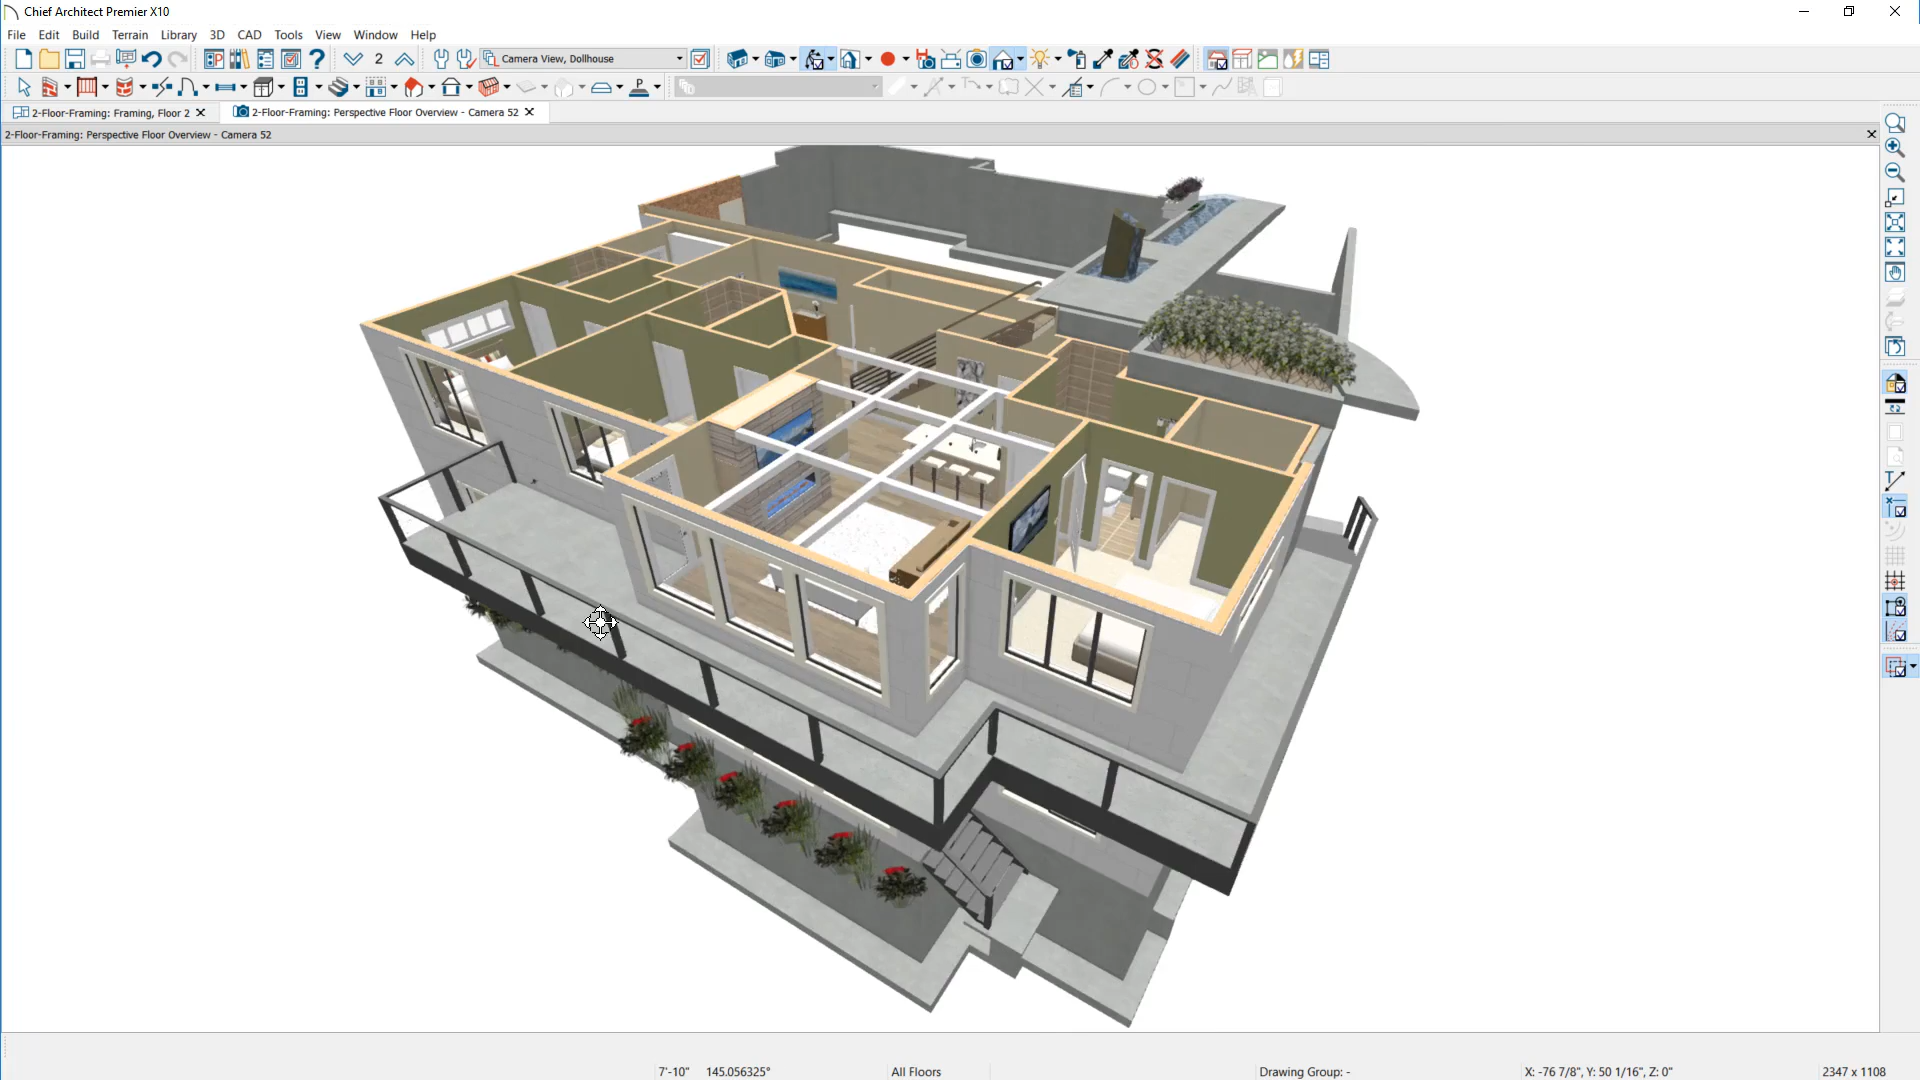 Chief Architect Premier X10
File Edit Build Terrain Library 3D CAD Tools View Window Help
2 Camera View, Dollhouse
2-Floor-Framing: Framing, Floor 2 2-Floor-Framing: Perspective Floor Overview - Camera 52
2-Floor-Framing: Perspective Floor Overview - Camera 52
7'-10" 145.056325° All Floors Drawing Group: - X: -76 7/8", Y: 50 1/16", Z: 0" 2347 x 1108